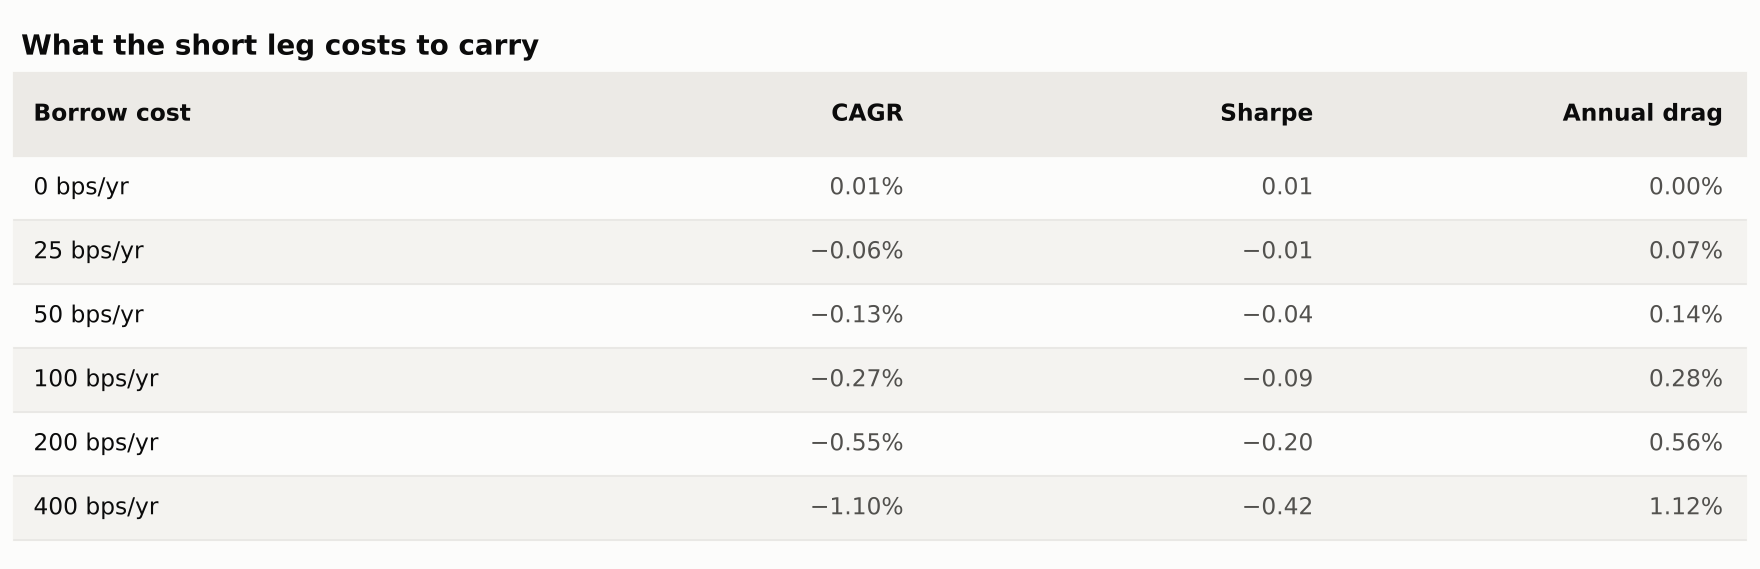 What the short leg costs to carry
Borrow cost CAGR Sharpe Annual drag
0 bps/yr 0.01% 0.01 0.00%
25 bps/yr −0.06% −0.01 0.07%
50 bps/yr −0.13% −0.04 0.14%
100 bps/yr −0.27% −0.09 0.28%
200 bps/yr −0.55% −0.20 0.56%
400 bps/yr −1.10% −0.42 1.12%